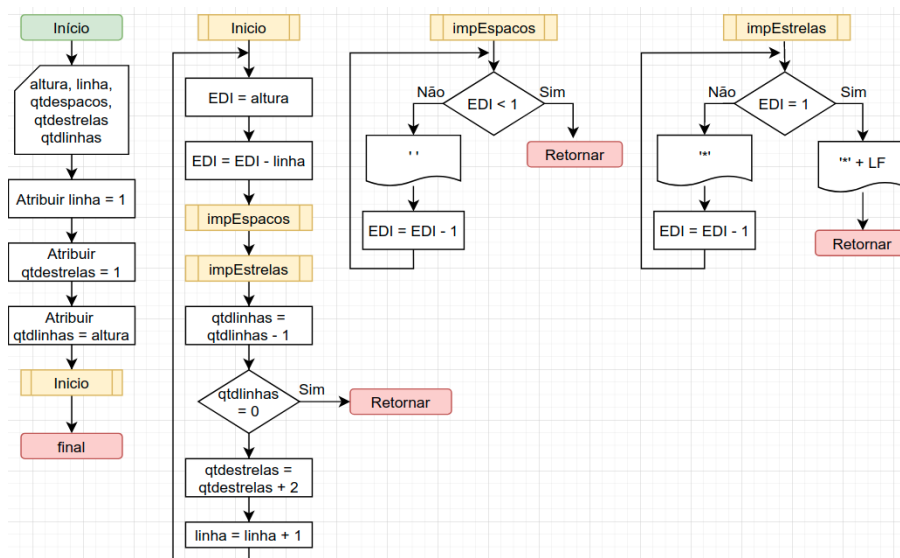 Início
altura, linha,
qtdespacos,
qtdestrelas
qtdlinhas
Atribuir linha = 1
Atribuir
qtdestrelas = 1
Atribuir
qtdlinhas = altura
Inicio
final
Inicio
EDI = altura
EDI = EDI - linha
impEspacos
impEstrelas
qtdlinhas =
qtdlinhas - 1
qtdlinhas
= 0
Sim
Retornar
qtdestrelas =
qtdestrelas + 2
linha = linha + 1
impEspacos
EDI < 1
Não
Sim
' '
Retornar
EDI = EDI - 1
impEstrelas
EDI = 1
Não
Sim
'*'
'*' + LF
EDI = EDI - 1
Retornar